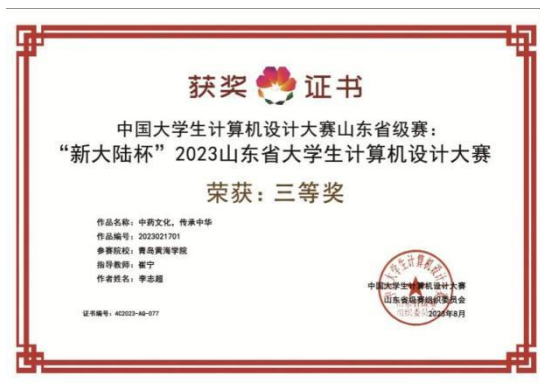 获奖证书
中国大学生计算机设计大赛山东省级赛：
“新大陆杯”2023山东省大学生计算机设计大赛
荣获：三等奖
作品名称：中药文化，传承中华
作品编号：2023021701
参赛院校：青岛黄海学院
指导教师：崔宁
作者姓名：李志超
中国大学生计算机设计大赛
山东省级赛组织委员会
2023年8月
证书编号：4C2023-AQ-077